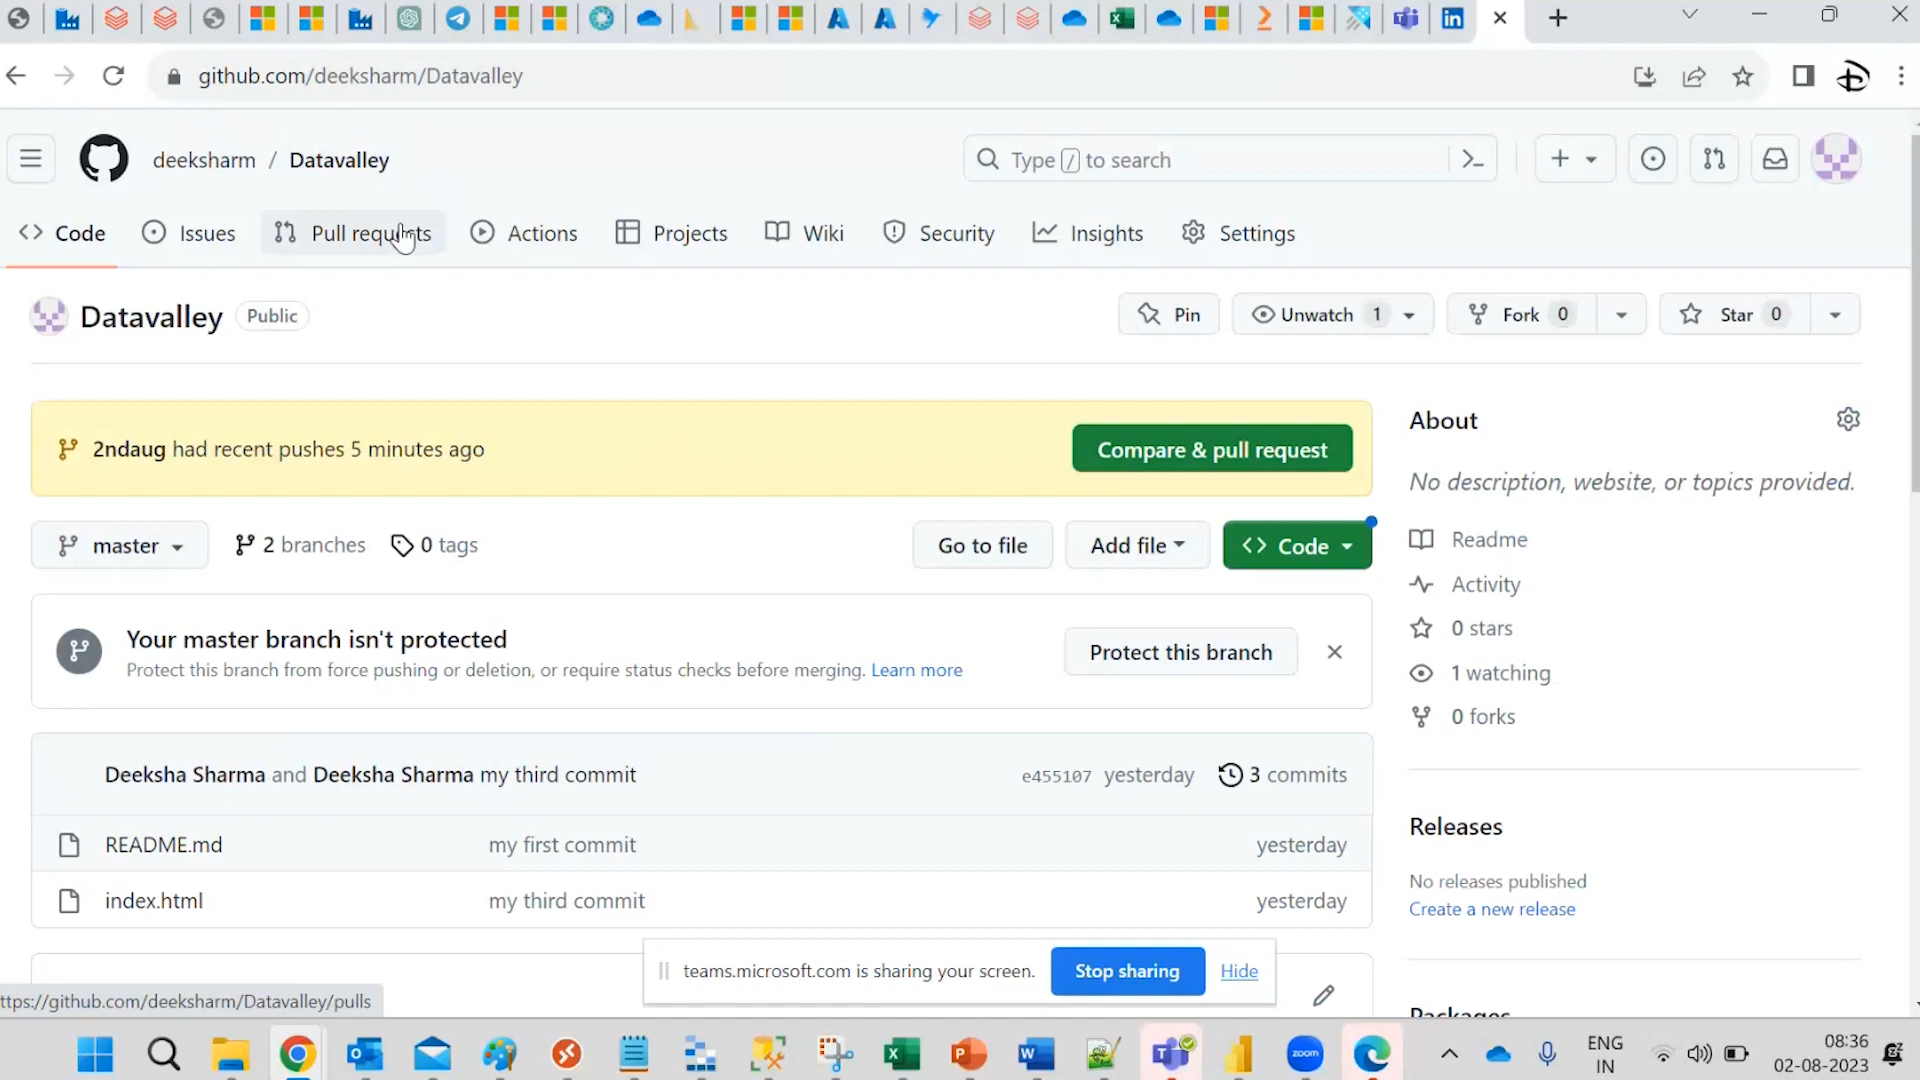 github.com/deeksharm/Datavalley
deeksharm / Datavalley
Type / to search
Code Issues Pull requests Actions Projects Wiki Security Insights Settings
Datavalley Public
Pin Unwatch 1 Fork 0 Star 0
2ndaug had recent pushes 5 minutes ago
Compare & pull request
About
No description, website, or topics provided.
master 2 branches 0 tags
Go to file Add file Code
Readme
Activity
0 stars
1 watching
0 forks
Your master branch isn't protected
Protect this branch from force pushing or deletion, or require status checks before merging. Learn more
Protect this branch
Deeksha Sharma and Deeksha Sharma my third commit e455107 yesterday 3 commits
README.md my first commit yesterday
index.html my third commit yesterday
Releases
No releases published
Create a new release
Packages
teams.microsoft.com is sharing your screen. Stop sharing Hide
ttps://github.com/deeksharm/Datavalley/pulls
zoom
ENG
IN
08:36
02-08-2023